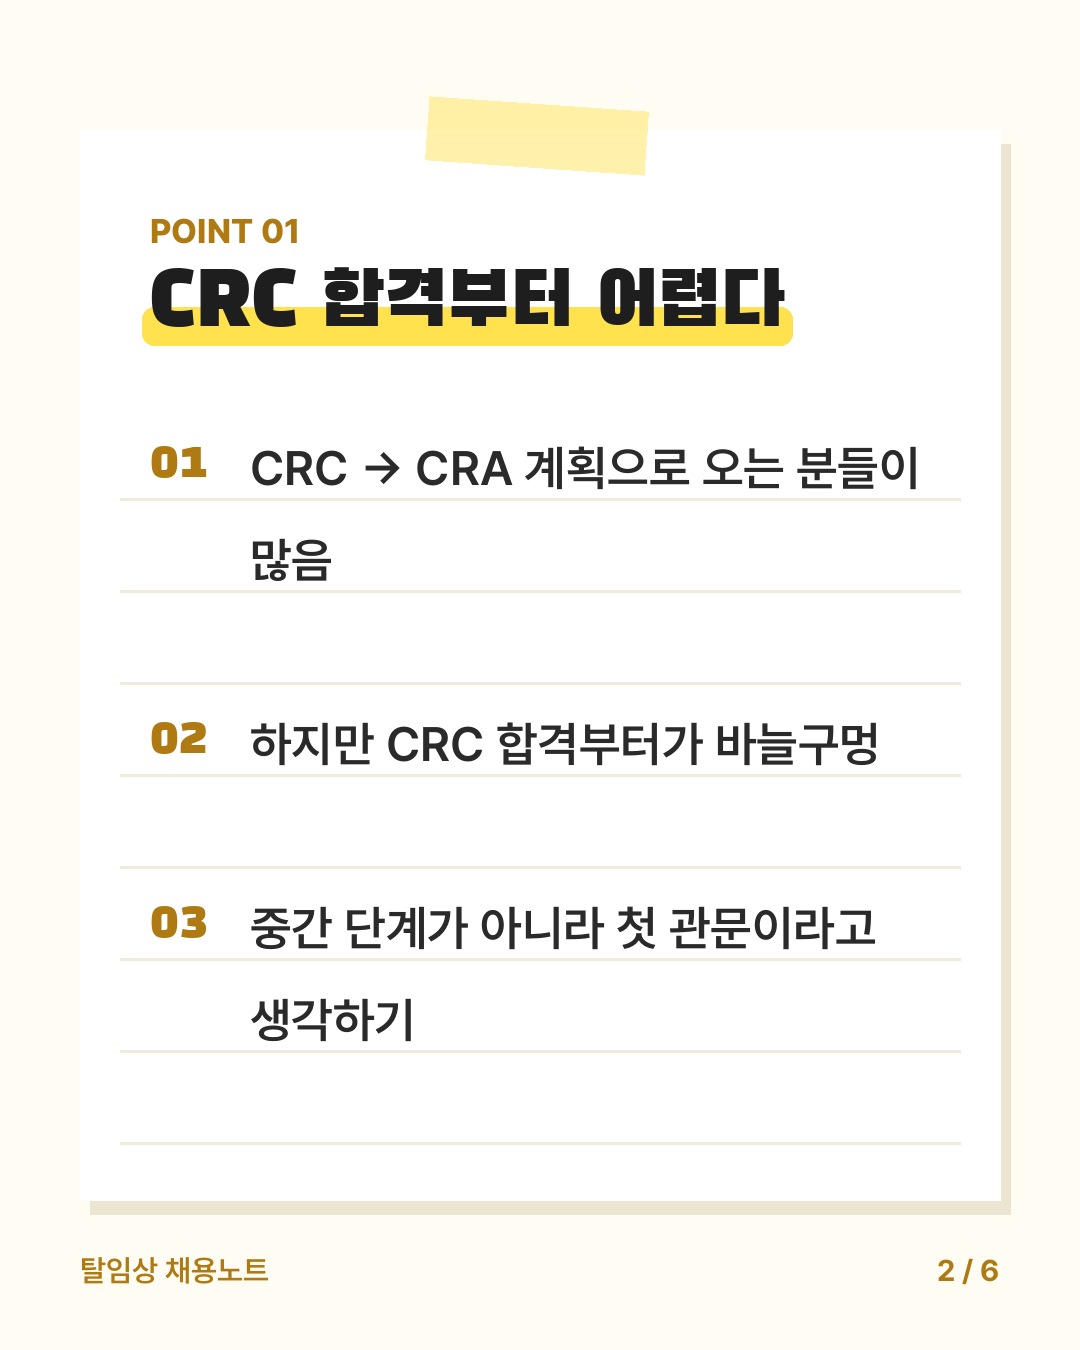 POINT 01
CRC 합격부터 어렵다
01 CRC → CRA 계획으로 오는 분들이
많음
02 하지만 CRC 합격부터가 바늘구멍
03 중간 단계가 아니라 첫 관문이라고
생각하기
탈임상 채용노트 2 / 6